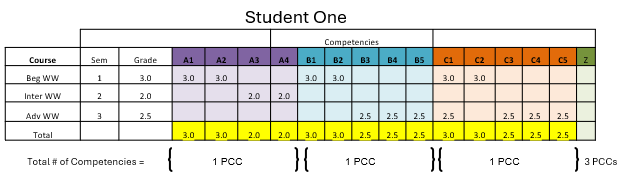 Student One
Competencies
Course Sem Grade A1 A2 A3 A4 B1 B2 B3 B4 B5 C1 C2 C3 C4 C5 Z
Beg WW 1 3.0 3.0 3.0 3.0 3.0 3.0 3.0
Inter WW 2 2.0 2.0 2.0
Adv WW 3 2.5 2.5 2.5 2.5 2.5 2.5 2.5 2.5
Total 3.0 3.0 2.0 2.0 3.0 3.0 2.5 2.5 2.5 3.0 3.0 2.5 2.5 2.5
Total # of Competencies = { 1 PCC } { 1 PCC } { 1 PCC } 3 PCCs